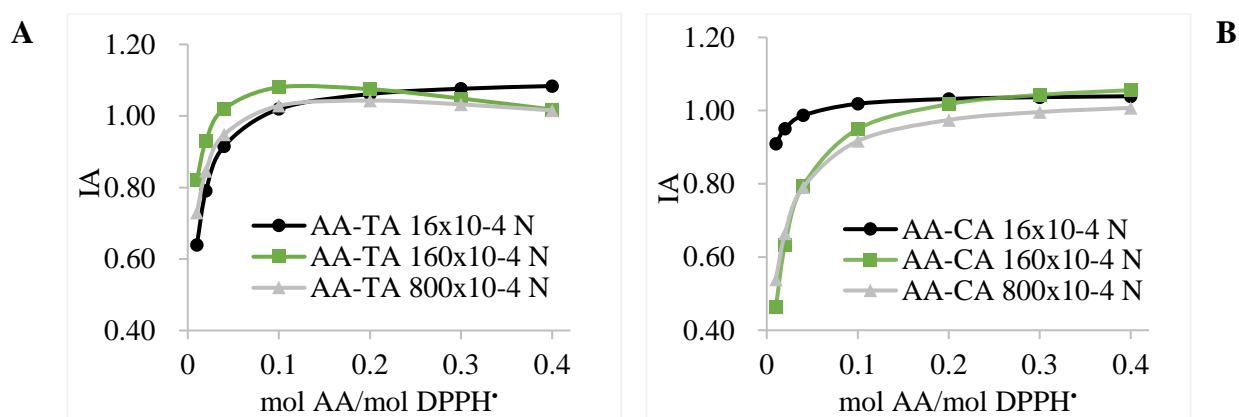 A
1.20
1.00
0.80
0.60
0.40
IA
AA-TA 16x10-4 N
AA-TA 160x10-4 N
AA-TA 800x10-4 N
0 0.1 0.2 0.3 0.4
mol AA/mol DPPH•
B
1.20
1.00
0.80
0.60
0.40
IA
AA-CA 16x10-4 N
AA-CA 160x10-4 N
AA-CA 800x10-4 N
0 0.1 0.2 0.3 0.4
mol AA/mol DPPH•